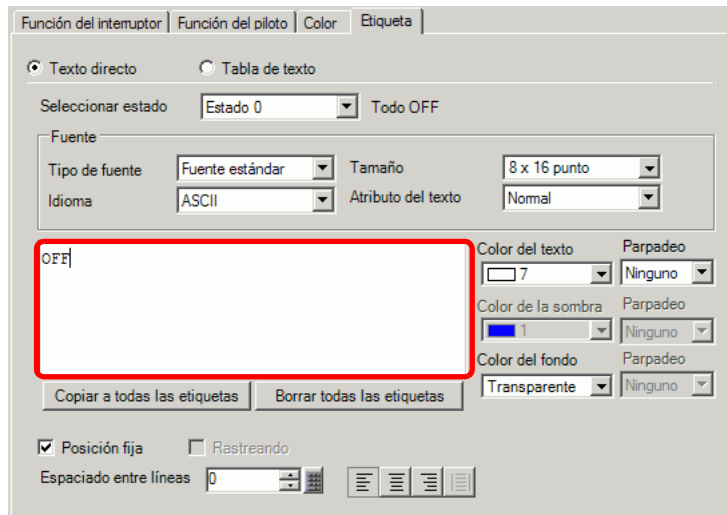 Función del interruptor Función del piloto Color Etiqueta
Texto directo Tabla de texto
Seleccionar estado Estado 0 Todo OFF
Fuente
Tipo de fuente Fuente estándar Tamaño 8 x 16 punto
Idioma ASCII Atributo del texto Normal
OFF
Color del texto Parpadeo
7 Ninguno
Color de la sombra Parpadeo
1 Ninguno
Color del fondo Parpadeo
Transparente Ninguno
Copiar a todas las etiquetas Borrar todas las etiquetas
Posición fija Rastreando
Espaciado entre líneas 0